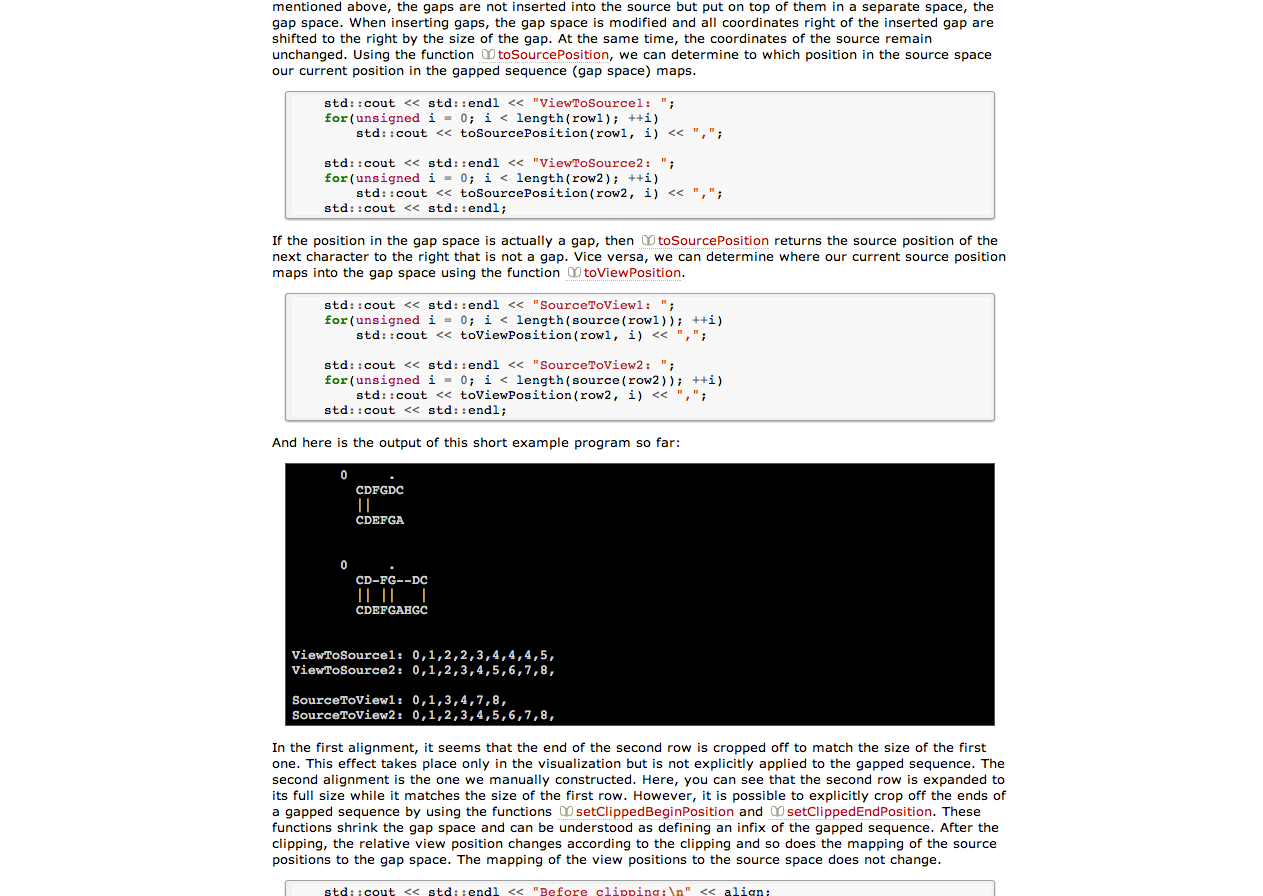 mentioned above, the gaps are not inserted into the source but put on top of them in a separate space, the
gap space. When inserting gaps, the gap space is modified and all coordinates right of the inserted gap are
shifted to the right by the size of the gap. At the same time, the coordinates of the source remain
unchanged. Using the function toSourcePosition, we can determine to which position in the source space
our current position in the gapped sequence (gap space) maps.
std::cout << std::endl << "ViewToSource1: ";
for(unsigned i = 0; i < length(row1); ++i)
    std::cout << toSourcePosition(row1, i) << ",";

std::cout << std::endl << "ViewToSource2: ";
for(unsigned i = 0; i < length(row2); ++i)
    std::cout << toSourcePosition(row2, i) << ",";
std::cout << std::endl;
If the position in the gap space is actually a gap, then toSourcePosition returns the source position of the
next character to the right that is not a gap. Vice versa, we can determine where our current source position
maps into the gap space using the function toViewPosition.
std::cout << std::endl << "SourceToView1: ";
for(unsigned i = 0; i < length(source(row1)); ++i)
    std::cout << toViewPosition(row1, i) << ",";

std::cout << std::endl << "SourceToView2: ";
for(unsigned i = 0; i < length(source(row2)); ++i)
    std::cout << toViewPosition(row2, i) << ",";
std::cout << std::endl;
And here is the output of this short example program so far:
      0     .
        CDFGDC
        ||
        CDEFGA

      0     .
        CD-FG--DC
        || ||   |
        CDEFGAHGC

ViewToSource1: 0,1,2,2,3,4,4,4,5,
ViewToSource2: 0,1,2,3,4,5,6,7,8,

SourceToView1: 0,1,3,4,7,8,
SourceToView2: 0,1,2,3,4,5,6,7,8,
In the first alignment, it seems that the end of the second row is cropped off to match the size of the first
one. This effect takes place only in the visualization but is not explicitly applied to the gapped sequence. The
second alignment is the one we manually constructed. Here, you can see that the second row is expanded to
its full size while it matches the size of the first row. However, it is possible to explicitly crop off the ends of
a gapped sequence by using the functions setClippedBeginPosition and setClippedEndPosition. These
functions shrink the gap space and can be understood as defining an infix of the gapped sequence. After the
clipping, the relative view position changes according to the clipping and so does the mapping of the source
positions to the gap space. The mapping of the view positions to the source space does not change.
std::cout << std::endl << "Before clipping:\n" << align;